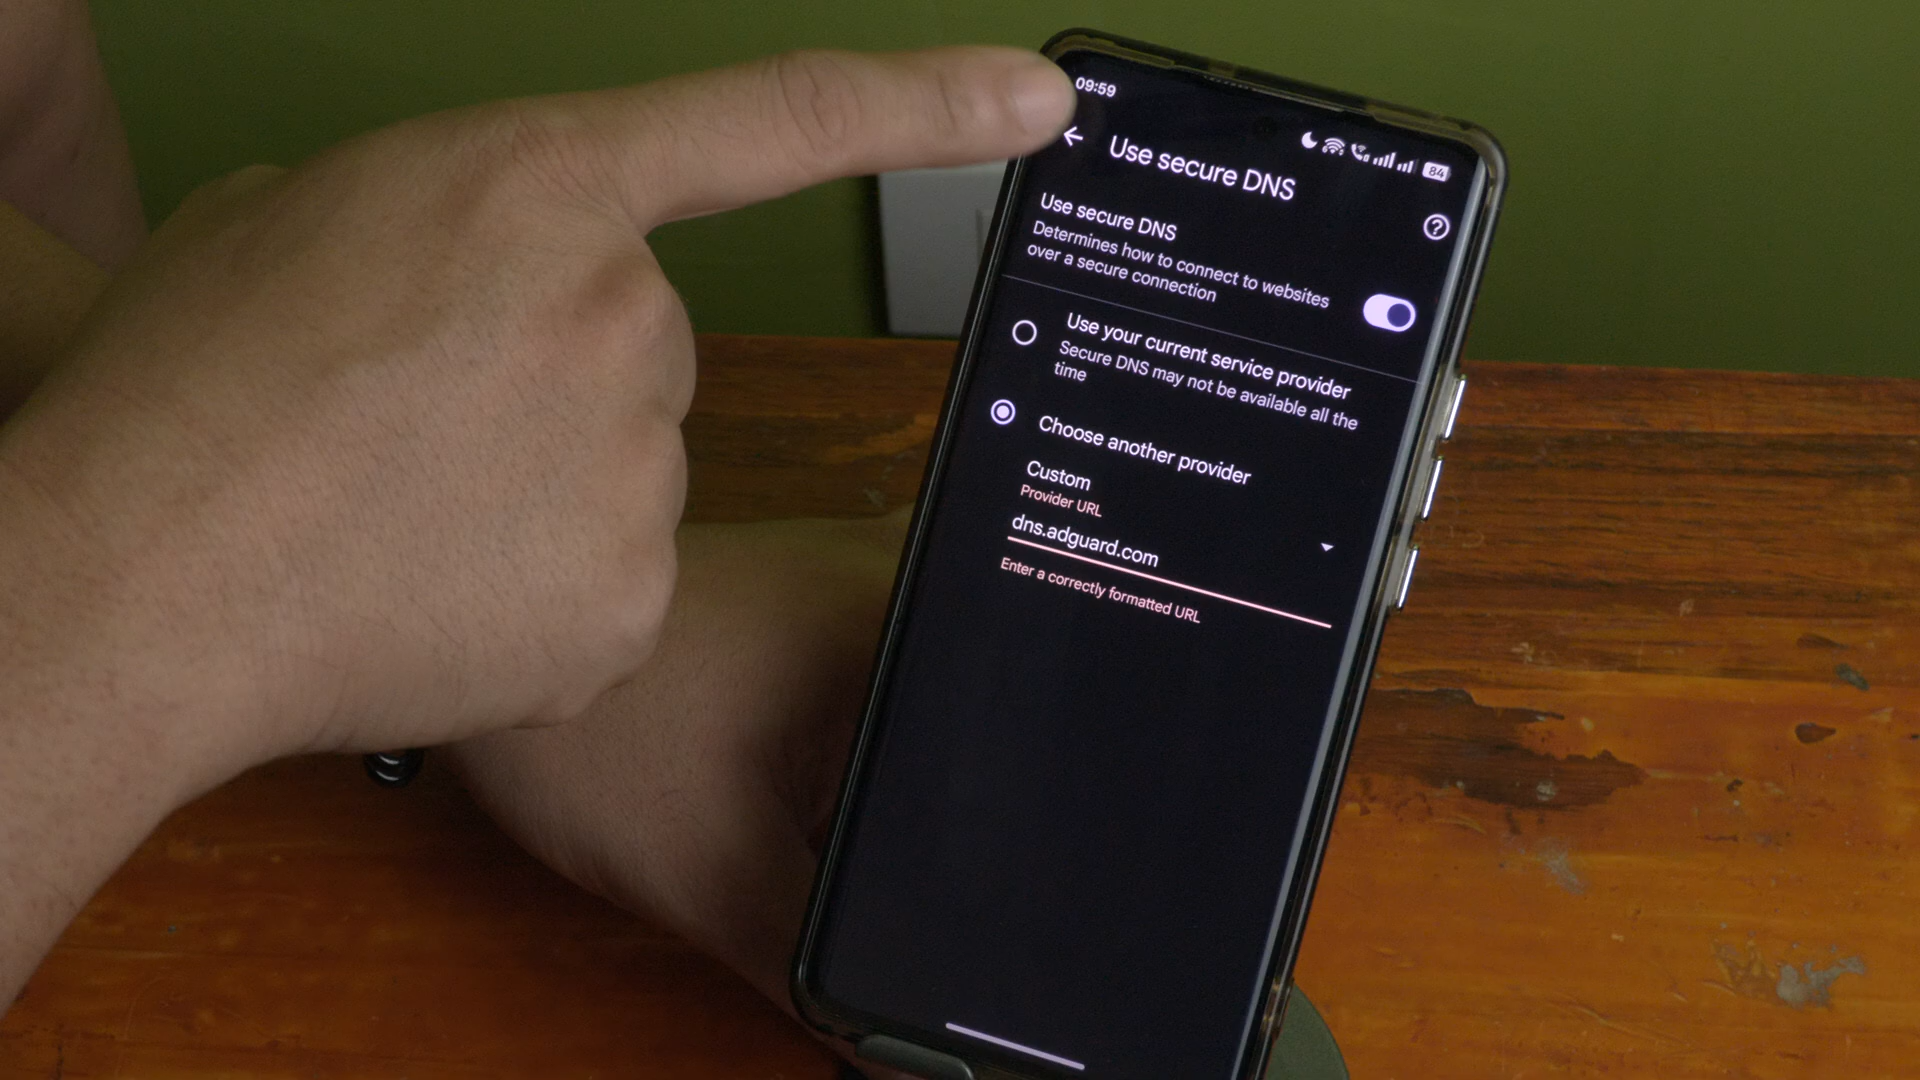 09:59
84
Use secure DNS
Use secure DNS
Determines how to connect to websites
over a secure connection
Use your current service provider
Secure DNS may not be available all the
time
Choose another provider
Custom
Provider URL
dns.adguard.com
Enter a correctly formatted URL